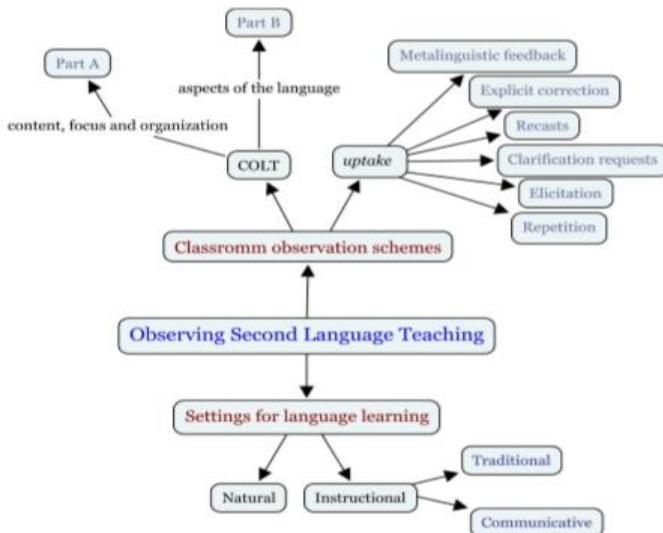 Part B
Metalinguistic feedback
Part A
aspects of the language
Explicit correction
content, focus and organization
Recasts
COLT
uptake
Clarification requests
Elicitation
Repetition
Classromm observation schemes
Observing Second Language Teaching
Settings for language learning
Traditional
Natural
Instructional
Communicative